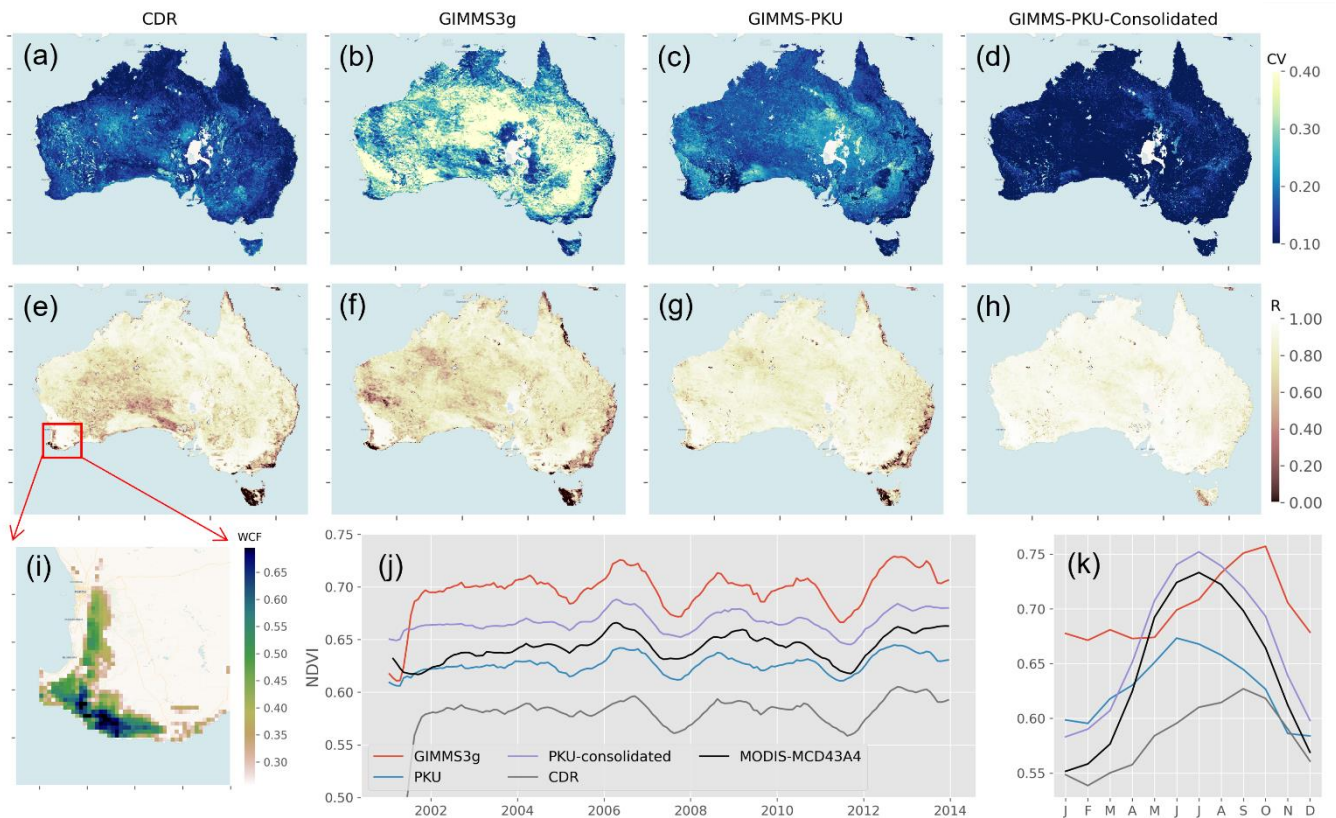 CDR
GIMMS3g
GIMMS-PKU
GIMMS-PKU-Consolidated
(a)
(b)
(c)
(d)
CV
0.40
0.30
0.20
0.10
(e)
(f)
(g)
(h)
R
1.00
0.80
0.60
0.40
0.20
0.00
(i)
WCF
0.65
0.60
0.55
0.50
0.45
0.40
0.35
0.30
(j)
NDVI
0.75
0.70
0.65
0.60
0.55
0.50
GIMMS3g
PKU
PKU-consolidated
CDR
MODIS-MCD43A4
2002 2004 2006 2008 2010 2012 2014
(k)
0.75
0.70
0.65
0.60
0.55
J F M A M J J A S O N D